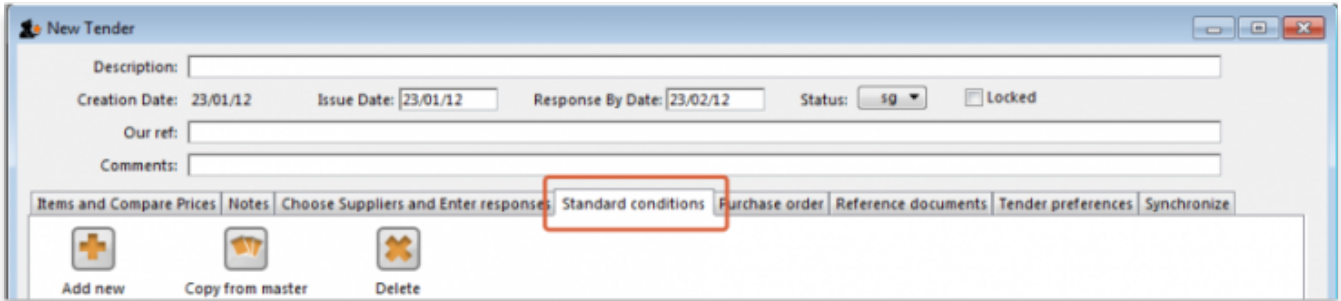 New Tender
Description:
Creation Date: 23/01/12 Issue Date: 23/01/12 Response By Date: 23/02/12 Status: sg Locked
Our ref:
Comments:
Items and Compare Prices Notes Choose Suppliers and Enter responses Standard conditions Purchase order Reference documents Tender preferences Synchronize
Add new Copy from master Delete